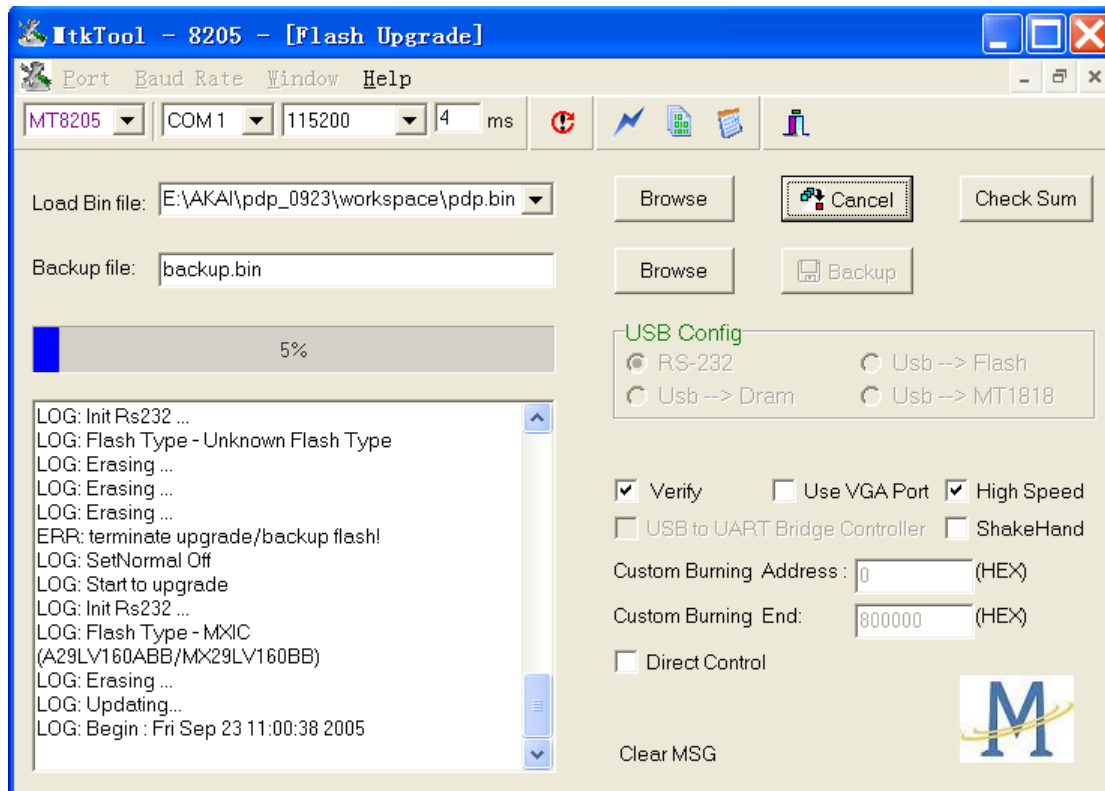 MtkTool - 8205 - [Flash Upgrade]
Port Baud Rate Window Help
MT8205 COM 1 115200 4 ms
Load Bin file: E:\AKAI\pdp_0923\workspace\pdp.bin Browse Cancel Check Sum
Backup file: backup.bin Browse Backup
5%
USB Config
RS-232 Usb --> Flash
Usb --> Dram Usb --> MT1818
LOG: Init Rs232 ...
LOG: Flash Type - Unknown Flash Type
LOG: Erasing ...
LOG: Erasing ...
LOG: Erasing ...
ERR: terminate upgrade/backup flash!
LOG: SetNormal Off
LOG: Start to upgrade
LOG: Init Rs232 ...
LOG: Flash Type - MXIC
(A29LV160ABB/MX29LV160BB)
LOG: Erasing ...
LOG: Updating...
LOG: Begin : Fri Sep 23 11:00:38 2005
Verify Use VGA Port High Speed
USB to UART Bridge Controller ShakeHand
Custom Burning Address : 0 (HEX)
Custom Burning End: 800000 (HEX)
Direct Control
M
Clear MSG